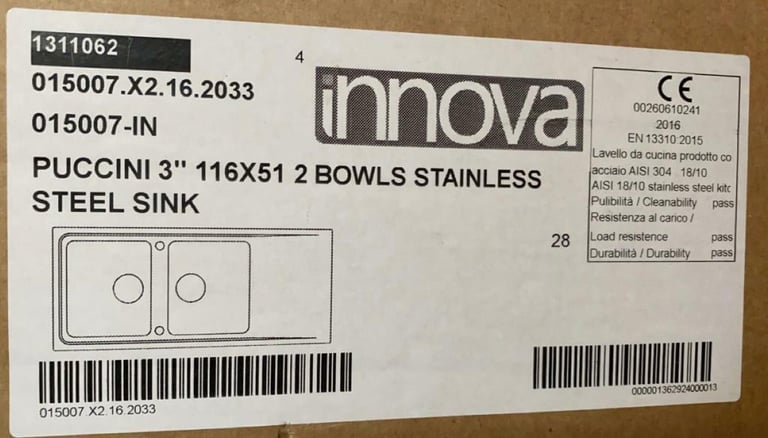 1311062
4
015007.X2.16.2033
015007-IN
innova
PUCCINI 3" 116X51 2 BOWLS STAINLESS
STEEL SINK
CE
00260610241
2016
EN 13310:2015
Lavello da cucina prodotto co
acciaio AISI 304 18/10
AISI 18/10 stainless steel kitc
Pulibilità / Cleanability pass
Resistenza al carico /
Load resistence pass
Durabilità / Durability pass
28
015007.X2.16.2033
000001362924000013